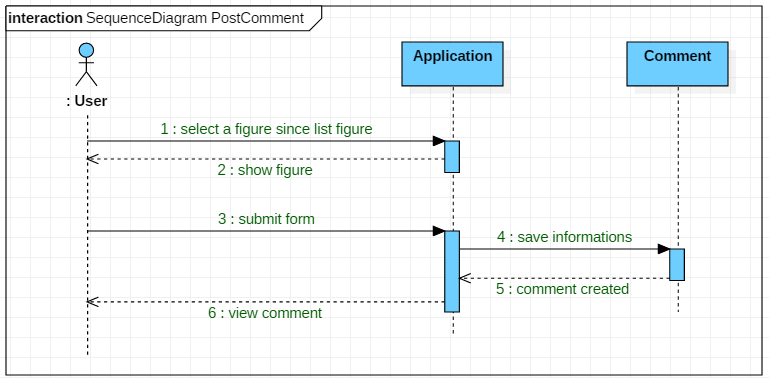 interaction SequenceDiagram PostComment
Application
Comment
: User
1 : select a figure since list figure
2 : show figure
3 : submit form
4 : save informations
5 : comment created
6 : view comment